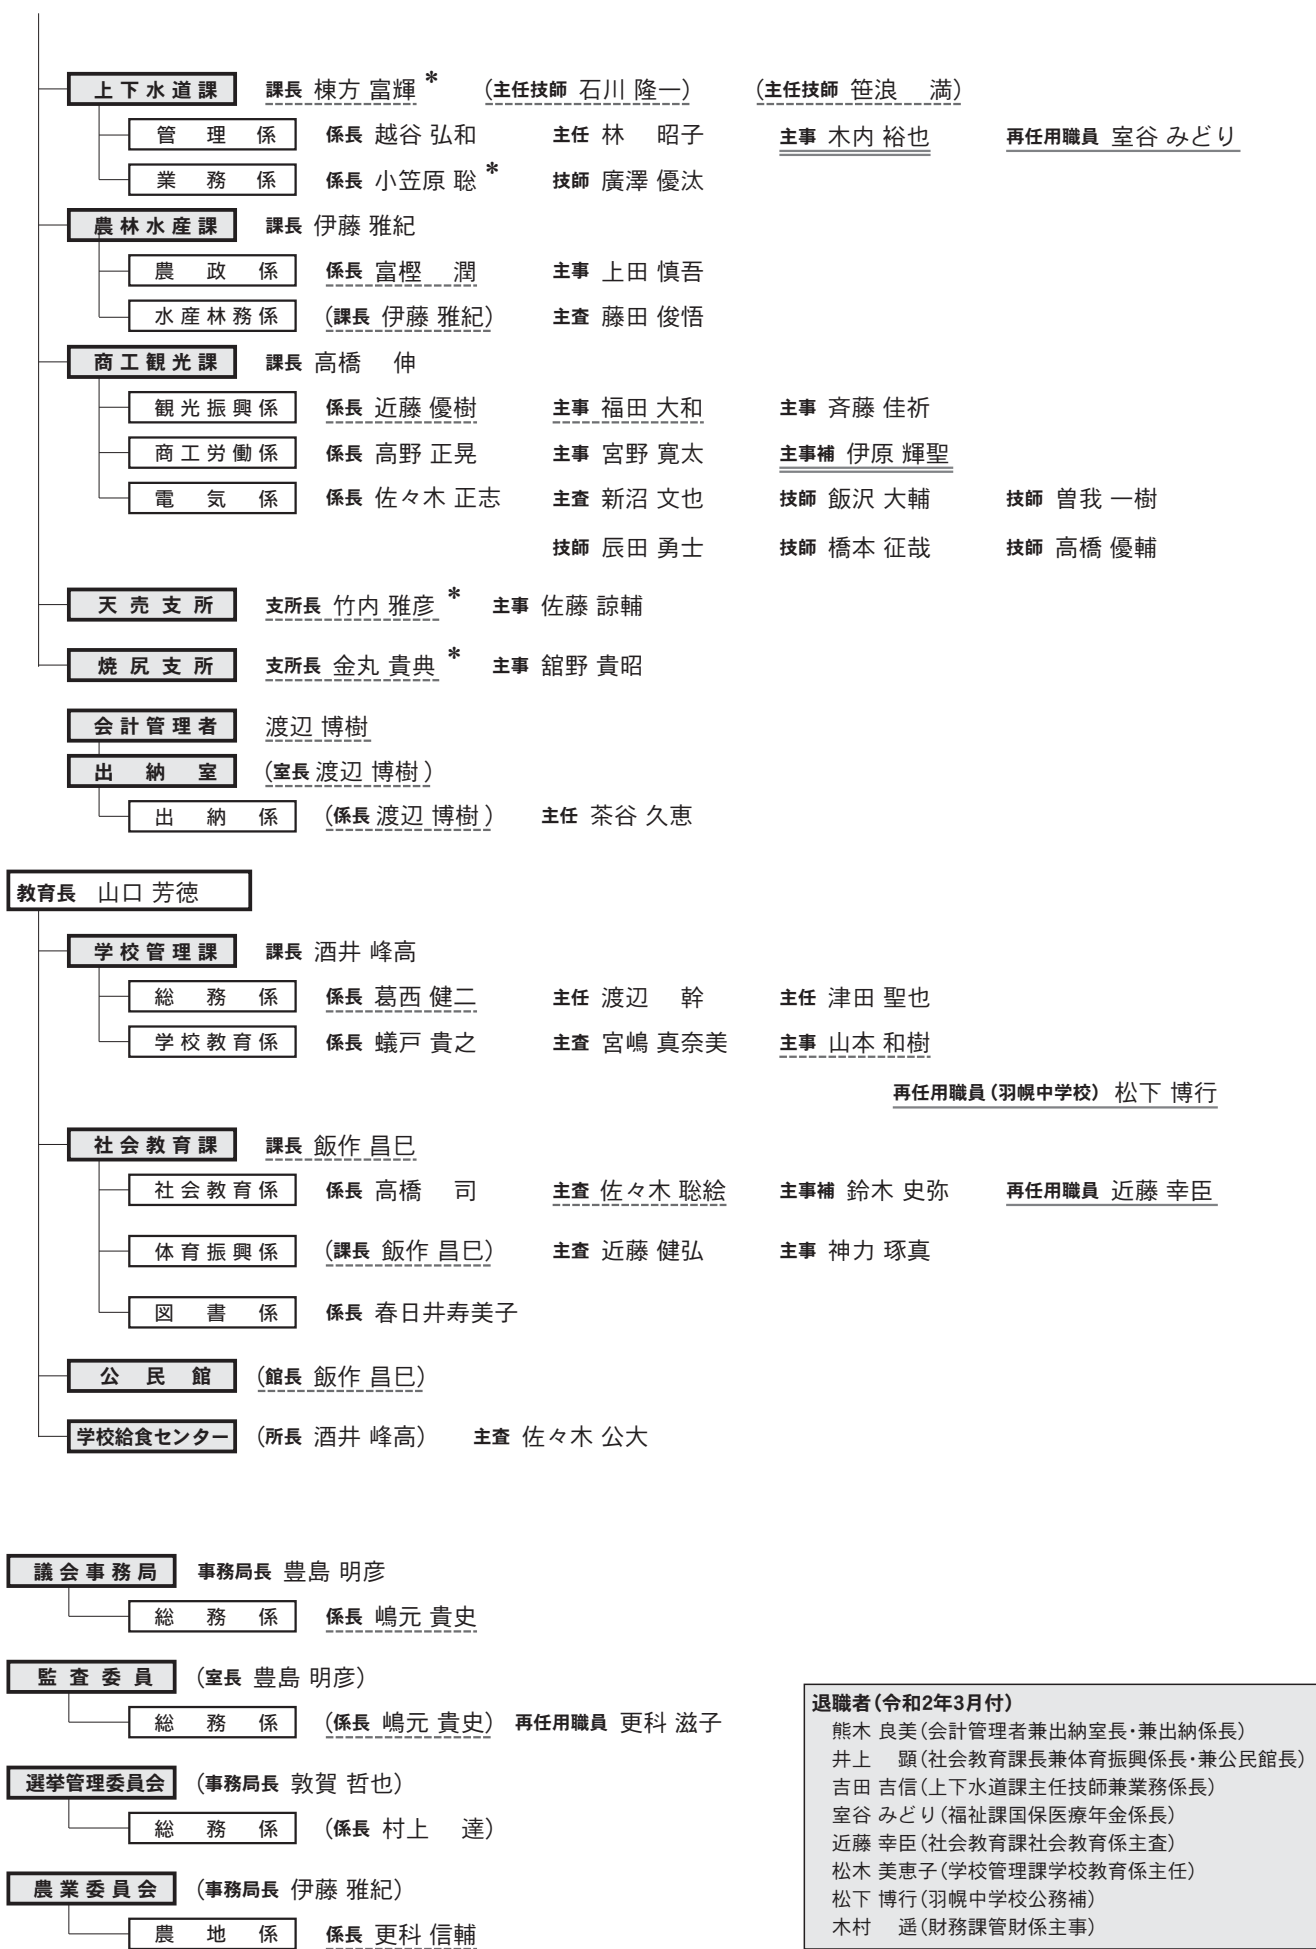 上下水道課 課長 棟方 富輝* (主任技師 石川 隆一) (主任技師 笹浪 満)
管理係 係長 越谷 弘和 主任 林 昭子 主事 木内 裕也 再任用職員 室谷 みどり
業務係 係長 小笠原 聡* 技師 廣澤 優汰
農林水産課 課長 伊藤 雅紀
農政係 係長 富樫 潤 主事 上田 慎吾
水産林務係 (課長 伊藤 雅紀) 主査 藤田 俊悟
商工観光課 課長 高橋 伸
観光振興係 係長 近藤 優樹 主事 福田 大和 主事 斉藤 佳祈
商工労働係 係長 高野 正晃 主事 宮野 寛太 主事補 伊原 輝聖
電気係 係長 佐々木 正志 主査 新沼 文也 技師 飯沢 大輔 技師 曽我 一樹
技師 辰田 勇士 技師 橋本 征哉 技師 高橋 優輔
天売支所 支所長 竹内 雅彦* 主事 佐藤 諒輔
焼尻支所 支所長 金丸 貴典* 主事 舘野 貴昭
会計管理者 渡辺 博樹
出納室 (室長 渡辺 博樹)
出納係 (係長 渡辺 博樹) 主任 茶谷 久恵
教育長 山口 芳徳
学校管理課 課長 酒井 峰高
総務係 係長 葛西 健二 主任 渡辺 幹 主任 津田 聖也
学校教育係 係長 蟻戸 貴之 主査 宮嶋 真奈美 主事 山本 和樹
再任用職員(羽幌中学校) 松下 博行
社会教育課 課長 飯作 昌巳
社会教育係 係長 高橋 司 主査 佐々木 聡絵 主事補 鈴木 史弥 再任用職員 近藤 幸臣
体育振興係 (課長 飯作 昌巳) 主査 近藤 健弘 主事 神力 琢真
図書係 係長 春日井寿美子
公民館 (館長 飯作 昌巳)
学校給食センター (所長 酒井 峰高) 主査 佐々木 公大
議会事務局 事務局長 豊島 明彦
総務係 係長 嶋元 貴史
監査委員 (室長 豊島 明彦)
総務係 (係長 嶋元 貴史) 再任用職員 更科 滋子
選挙管理委員会 (事務局長 敦賀 哲也)
総務係 (係長 村上 達)
農業委員会 (事務局長 伊藤 雅紀)
農地係 係長 更科 信輔
退職者(令和2年3月付)
熊木 良美(会計管理者兼出納室長・兼出納係長)
井上 顕(社会教育課長兼体育振興係長・兼公民館長)
吉田 吉信(上下水道課主任技師兼業務係長)
室谷 みどり(福祉課国保医療年金係長)
近藤 幸臣(社会教育課社会教育係主査)
松木 美恵子(学校管理課学校教育係主任)
松下 博行(羽幌中学校公務補)
木村 遥(財務課管財係主事)